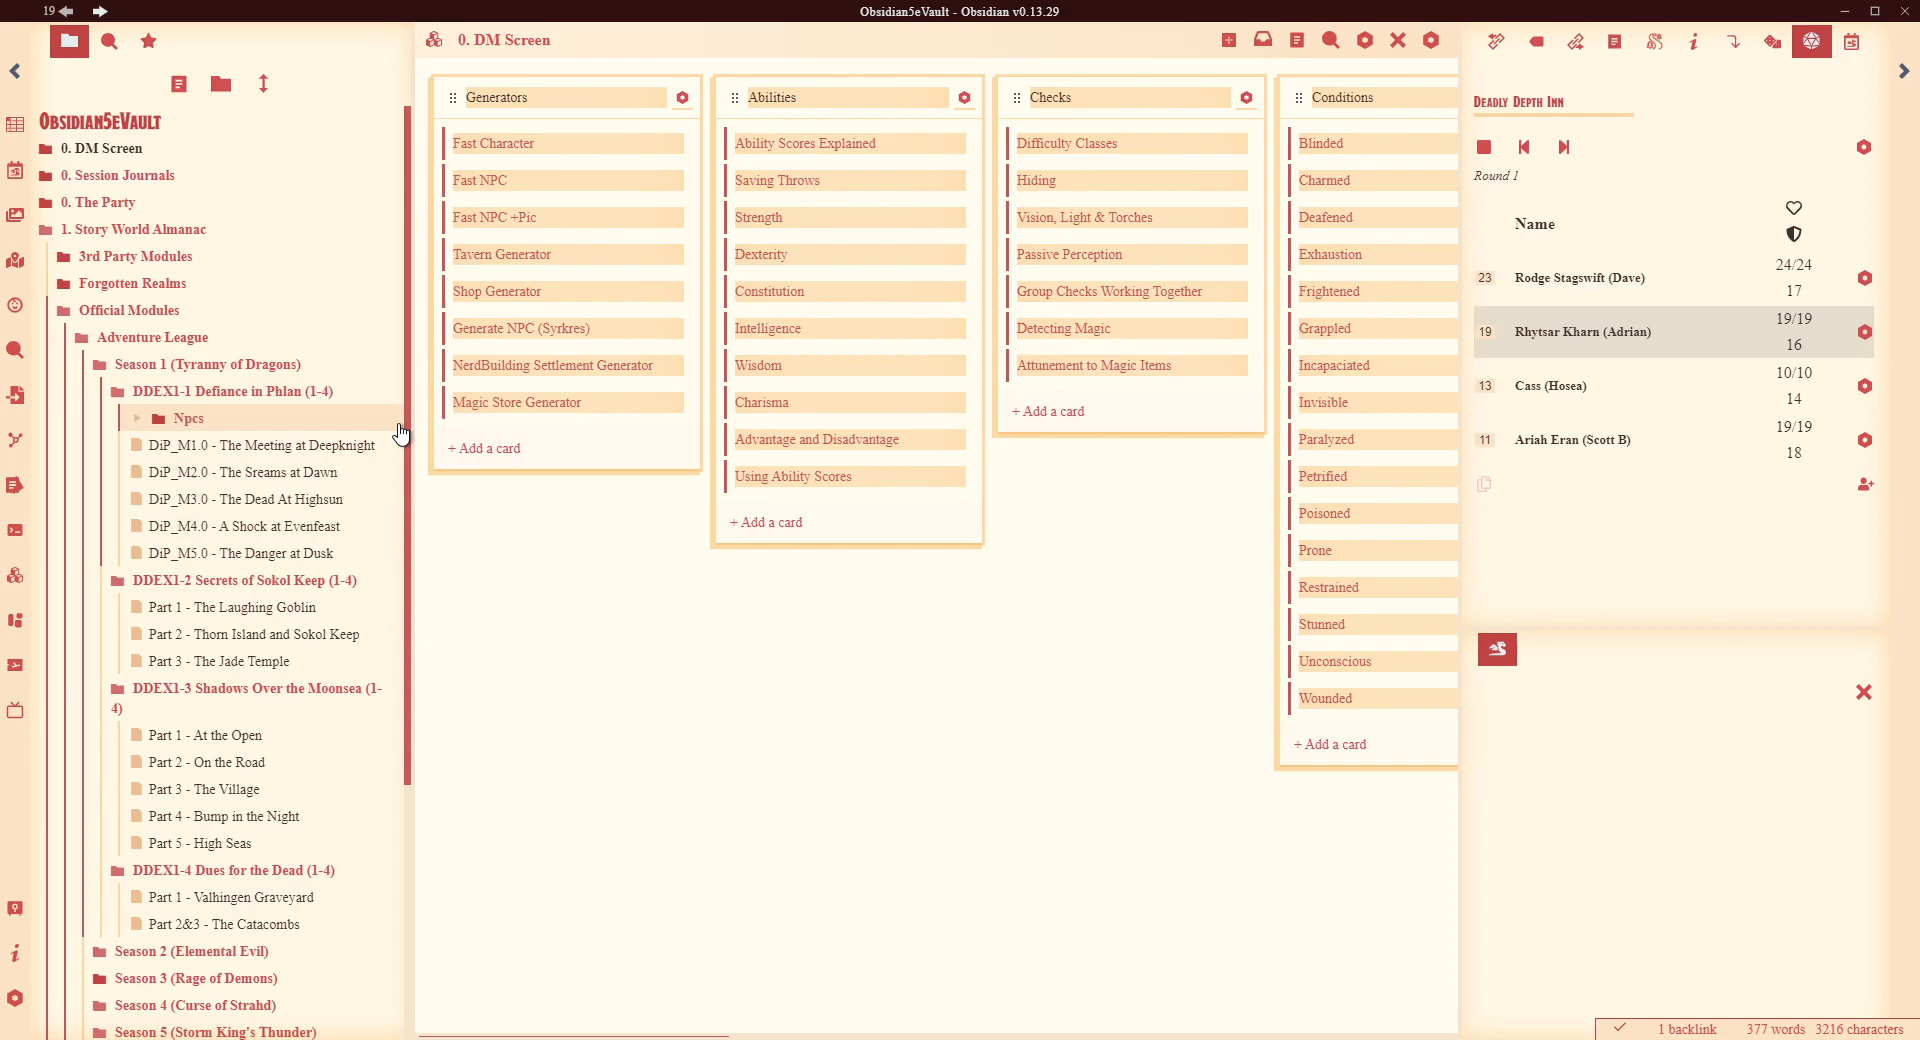 19
Obsidian5eVault - Obsidian v0.13.29
Obsidian5eVault
0. DM Screen
0. Session Journals
0. The Party
1. Story World Almanac
3rd Party Modules
Forgotten Realms
Official Modules
Adventure League
Season 1 (Tyranny of Dragons)
DDEX1-1 Defiance in Phlan (1-4)
Npcs
DiP_M1.0 - The Meeting at Deepknight
DiP_M2.0 - The Sreams at Dawn
DiP_M3.0 - The Dead At Highsun
DiP_M4.0 - A Shock at Evenfeast
DiP_M5.0 - The Danger at Dusk
DDEX1-2 Secrets of Sokol Keep (1-4)
Part 1 - The Laughing Goblin
Part 2 - Thorn Island and Sokol Keep
Part 3 - The Jade Temple
DDEX1-3 Shadows Over the Moonsea (1-
4)
Part 1 - At the Open
Part 2 - On the Road
Part 3 - The Village
Part 4 - Bump in the Night
Part 5 - High Seas
DDEX1-4 Dues for the Dead (1-4)
Part 1 - Valhingen Graveyard
Part 2&3 - The Catacombs
Season 2 (Elemental Evil)
Season 3 (Rage of Demons)
Season 4 (Curse of Strahd)
Season 5 (Storm King's Thunder)
0. DM Screen
Generators
Fast Character
Fast NPC
Fast NPC +Pic
Tavern Generator
Shop Generator
Generate NPC (Syrkres)
NerdBuilding Settlement Generator
Magic Store Generator
+ Add a card
Abilities
Ability Scores Explained
Saving Throws
Strength
Dexterity
Constitution
Intelligence
Wisdom
Charisma
Advantage and Disadvantage
Using Ability Scores
+ Add a card
Checks
Difficulty Classes
Hiding
Vision, Light & Torches
Passive Perception
Group Checks Working Together
Detecting Magic
Attunement to Magic Items
+ Add a card
Conditions
Blinded
Charmed
Deafened
Exhaustion
Frightened
Grappled
Incapaciated
Invisible
Paralyzed
Petrified
Poisoned
Prone
Restrained
Stunned
Unconscious
Wounded
+ Add a card
Deadly Depth Inn
Round 1
Name
23 Rodge Stagswift (Dave) 24/24
17
19 Rhytsar Kharn (Adrian) 19/19
16
13 Cass (Hosea) 10/10
14
11 Ariah Eran (Scott B) 19/19
18
1 backlink 377 words 3216 characters